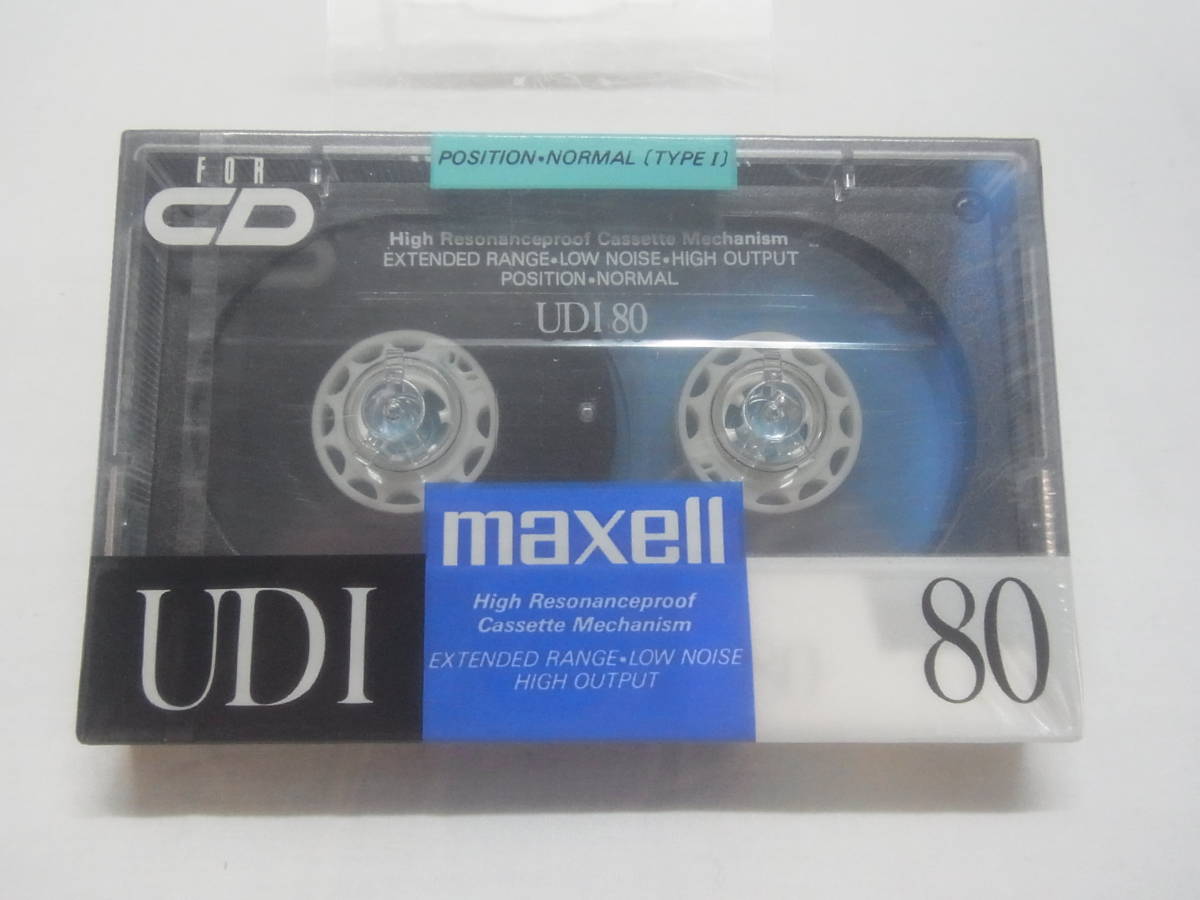 FOR
CD
POSITION•NORMAL (TYPE I)
High Resonanceproof Cassette Mechanism
EXTENDED RANGE•LOW NOISE•HIGH OUTPUT
POSITION•NORMAL
UDI 80
maxell
High Resonanceproof
Cassette Mechanism
EXTENDED RANGE•LOW NOISE
HIGH OUTPUT
UDI
80